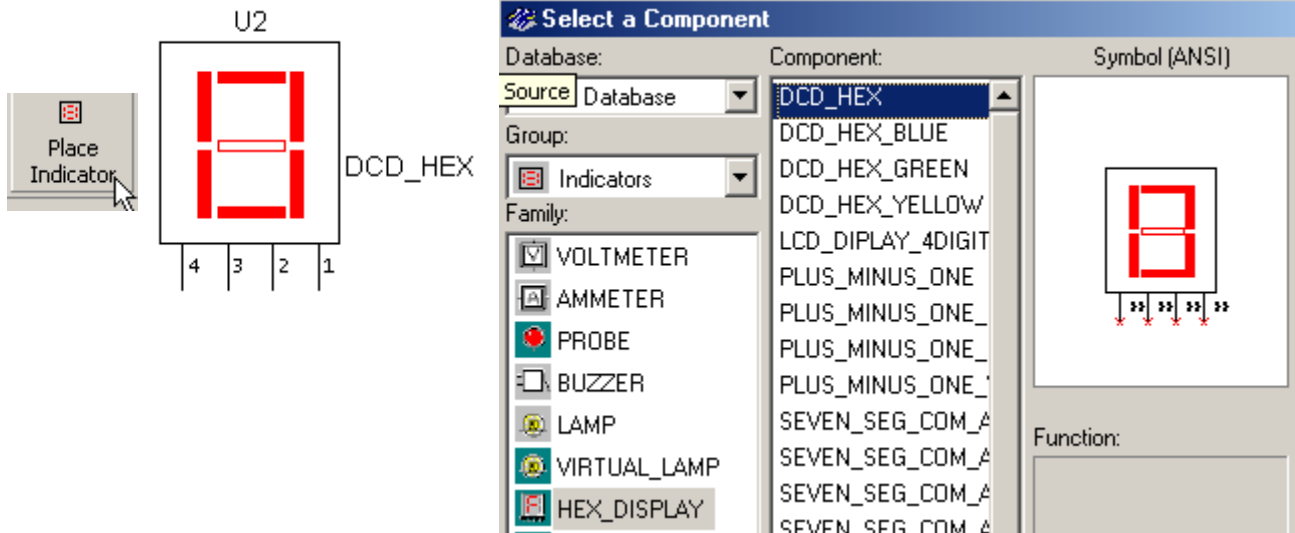 U2
Place
Indicator
DCD_HEX
4 3 2 1
Select a Component
Database:
Source
Database
Group:
Indicators
Family:
VOLTMETER
AMMETER
PROBE
BUZZER
LAMP
VIRTUAL_LAMP
HEX_DISPLAY
Component:
DCD_HEX
DCD_HEX_BLUE
DCD_HEX_GREEN
DCD_HEX_YELLOW
LCD_DIPLAY_4DIGIT
PLUS_MINUS_ONE
PLUS_MINUS_ONE_
PLUS_MINUS_ONE_
PLUS_MINUS_ONE_
SEVEN_SEG_COM_A
SEVEN_SEG_COM_A
SEVEN_SEG_COM_A
SEVEN_SEG_COM_A
Symbol (ANSI)
Function: